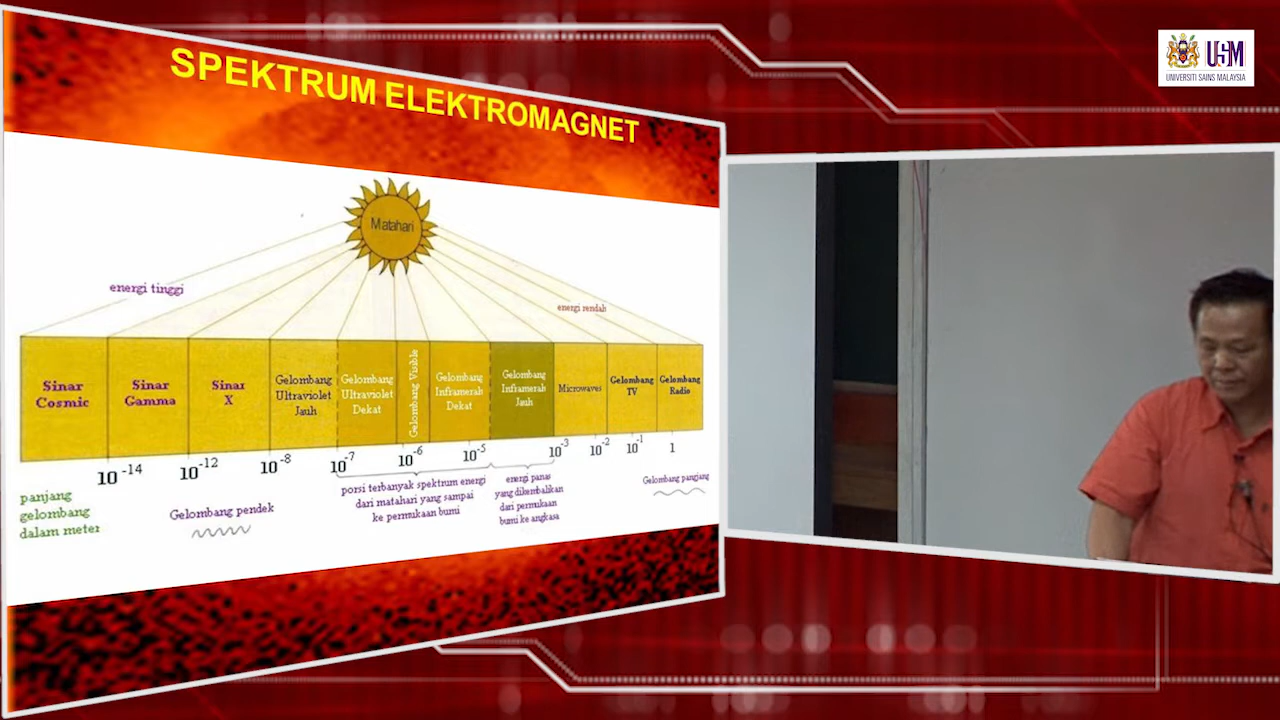 SPEKTRUM ELEKTROMAGNET
USM
UNIVERSITI SAINS MALAYSIA
Matahari
energi tinggi
energi rendah
Sinar
Cosmic
Sinar
Gamma
Sinar
X
Gelombang
Ultraviolet
Jauh
Gelombang
Ultraviolet
Dekat
Gelombang Visible
Gelombang
Inframerah
Dekat
Gelombang
Inframerah
Jauh
Microwaves
Gelombang
TV
Gelombang
Radio
10 -14
10 -12
10 -8
10 -7
10 -6
10 -5
10 -3
10 -2
10 -1
1
panjang
gelombang
dalam meter
Gelombang pendek
porsi terbanyak spektrum energi
dari matahari yang sampai
ke permukaan bumi
energi panas
yang dikembalikan
dari permukaan
bumi ke angkasa
Gelombang panjang